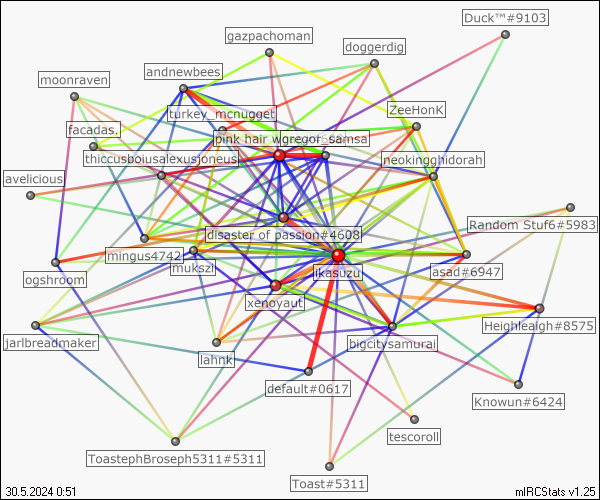 Duck™#9103
gazpachoman
doggerdig
andnewbees
moonraven
ZeeHonK
turkey_mcnugget
facadas.
pink hair w
gregor_samsa
thiccusboiusalexusjoneus
neokingghidorah
avelicious
Random Stuf6#5983
disaster of passion#4608
mingus4742
mukszi
likasuzu
asad#6947
ogshroom
xenoyaut
Heighleaigh#8575
jarlbreadmaker
bigcitysamurai
lahnk
default#0617
Knowun#6424
tescoroll
ToastephBroseph5311#5311
Toast#5311
30.5.2024 0:51
mIRCStats v1.25